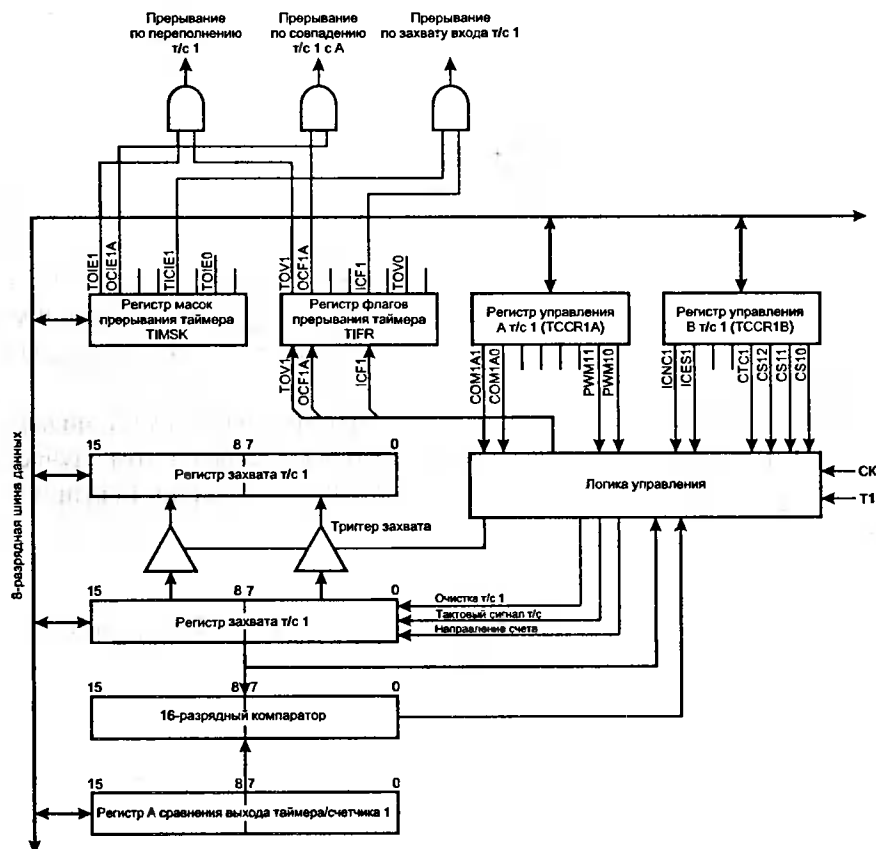 Прерывание
по переполнению
т/с 1
Прерывание
по совпадению
т/с 1 с А
Прерывание
по захвату входа т/с 1
TOIE1
OCIE1A
TICIE1
TOIE0
TOV1
OCF1A
ICF1
TOV0
Регистр масок
прерывания таймера
TIMSK
Регистр флагов
прерывания таймера
TIFR
Регистр управления
А т/с 1 (TCCR1A)
Регистр управления
В т/с 1 (TCCR1B)
TOV1
OCF1A
ICF1
COM1A1
COM1A0
PWM11
PWM10
ICNC1
ICES1
CTC1
CS12
CS11
CS10
8-разрядная шина данных
15
8 7
0
Регистр захвата т/с 1
Логика управления
СК
Т1
Триггер захвата
15
8 7
0
Регистр захвата т/с 1
Очистка т/с 1
Тактовый сигнал т/с
Направление счета
15
8 7
0
16-разрядный компаратор
15
8 7
0
Регистр А сравнения выхода таймера/счетчика 1